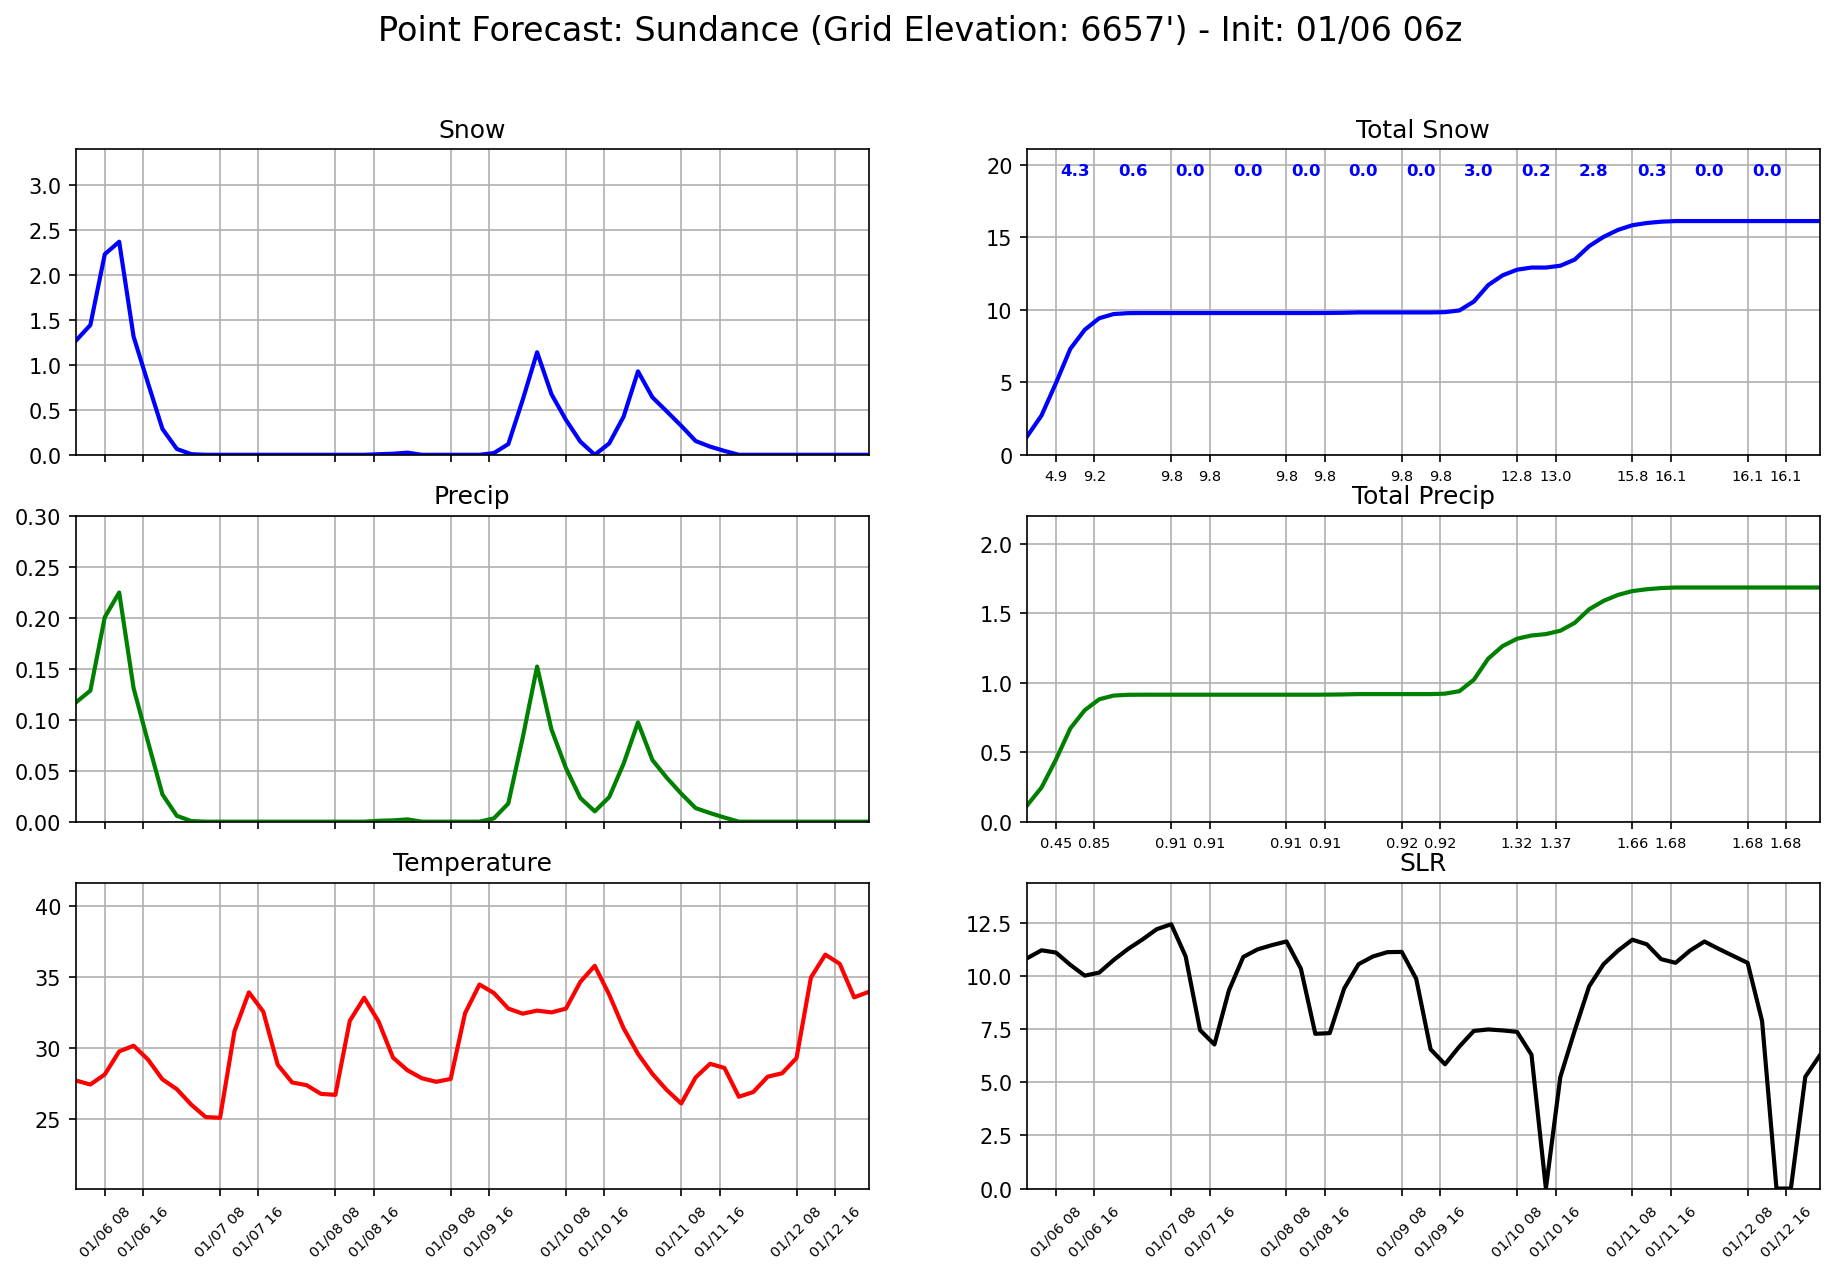 Point Forecast: Sundance (Grid Elevation: 6657') - Init: 01/06 06z
Snow
3.0
2.5
2.0
1.5
1.0
0.5
0.0
Total Snow
20
15
10
5
0
4.3 0.6 0.0 0.0 0.0 0.0 0.0 3.0 0.2 2.8 0.3 0.0 0.0
4.9 9.2 9.8 9.8 9.8 9.8 9.8 9.8 12.8 13.0 15.8 16.1 16.1 16.1
Precip
0.30
0.25
0.20
0.15
0.10
0.05
0.00
Total Precip
2.0
1.5
1.0
0.5
0.0
0.45 0.85 0.91 0.91 0.91 0.91 0.92 0.92 1.32 1.37 1.66 1.68 1.68 1.68
Temperature
40
35
30
25
01/06 08 01/06 16 01/07 08 01/07 16 01/08 08 01/08 16 01/09 08 01/09 16 01/10 08 01/10 16 01/11 08 01/11 16 01/12 08 01/12 16
SLR
12.5
10.0
7.5
5.0
2.5
0.0
01/06 08 01/06 16 01/07 08 01/07 16 01/08 08 01/08 16 01/09 08 01/09 16 01/10 08 01/10 16 01/11 08 01/11 16 01/12 08 01/12 16